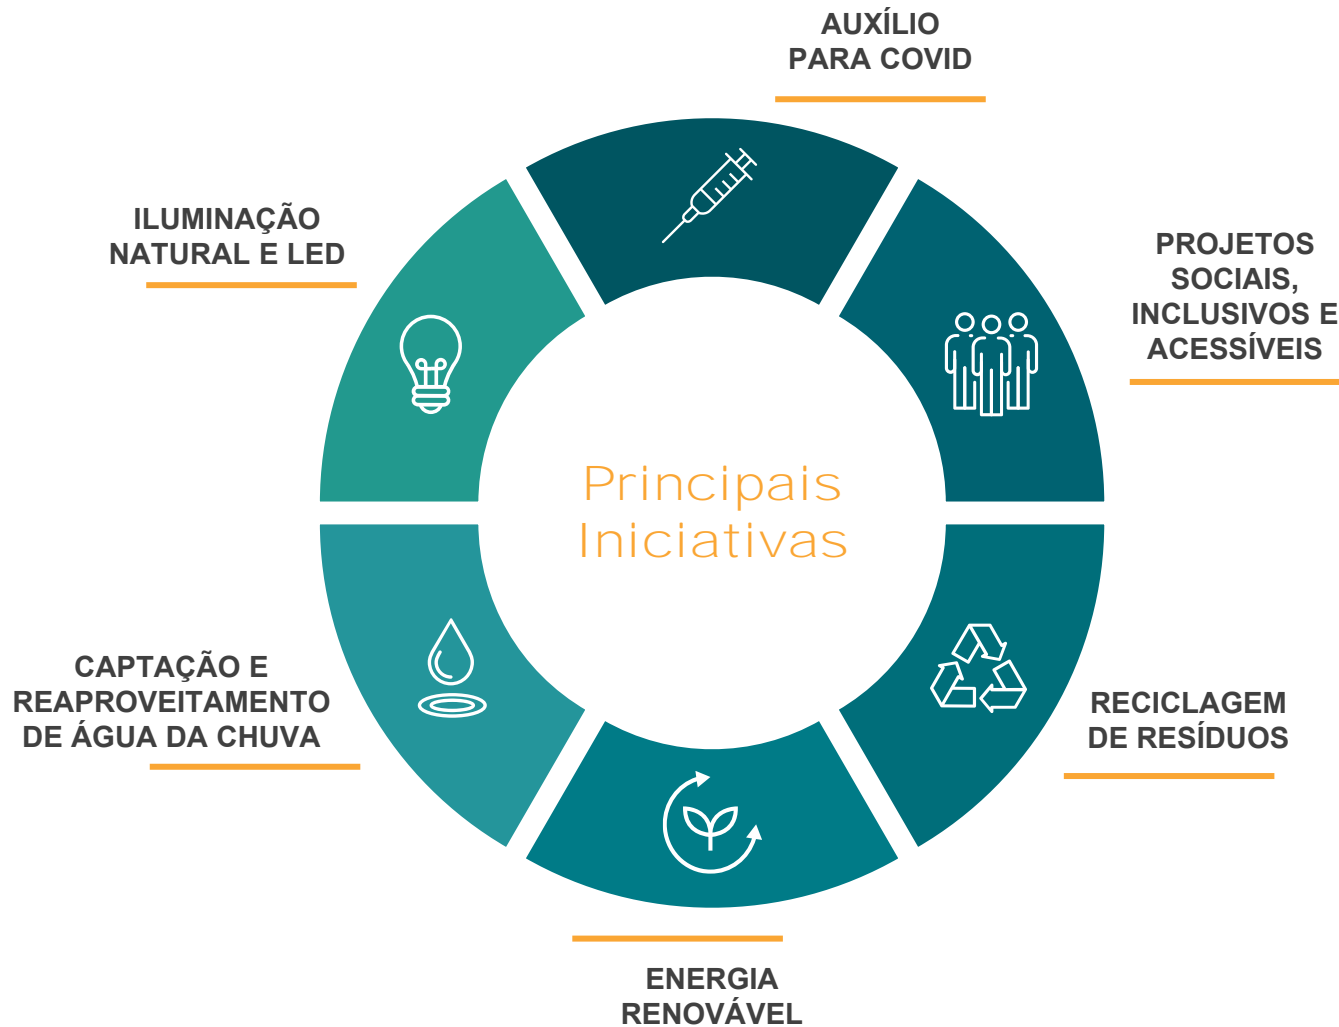 AUXÍLIO
PARA COVID
ILUMINAÇÃO
NATURAL E LED
PROJETOS
SOCIAIS,
INCLUSIVOS E
ACESSÍVEIS
Principais
Iniciativas
CAPTAÇÃO E
REAPROVEITAMENTO
DE ÁGUA DA CHUVA
RECICLAGEM
DE RESÍDUOS
ENERGIA
RENOVÁVEL